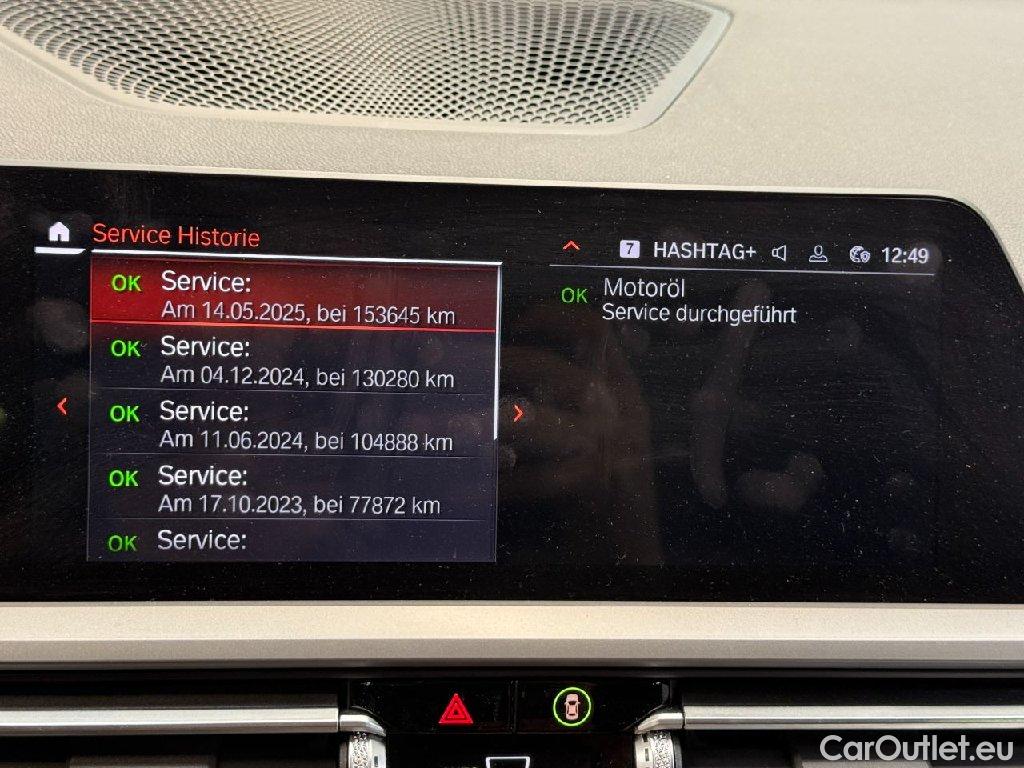 Service Historie
7 HASHTAG+ 12:49
OK Service:
Am 14.05.2025, bei 153645 km
OK Service:
Am 04.12.2024, bei 130280 km
OK Service:
Am 11.06.2024, bei 104888 km
OK Service:
Am 17.10.2023, bei 77872 km
OK Service:
OK Motoröl
Service durchgeführt
CarOutlet.eu